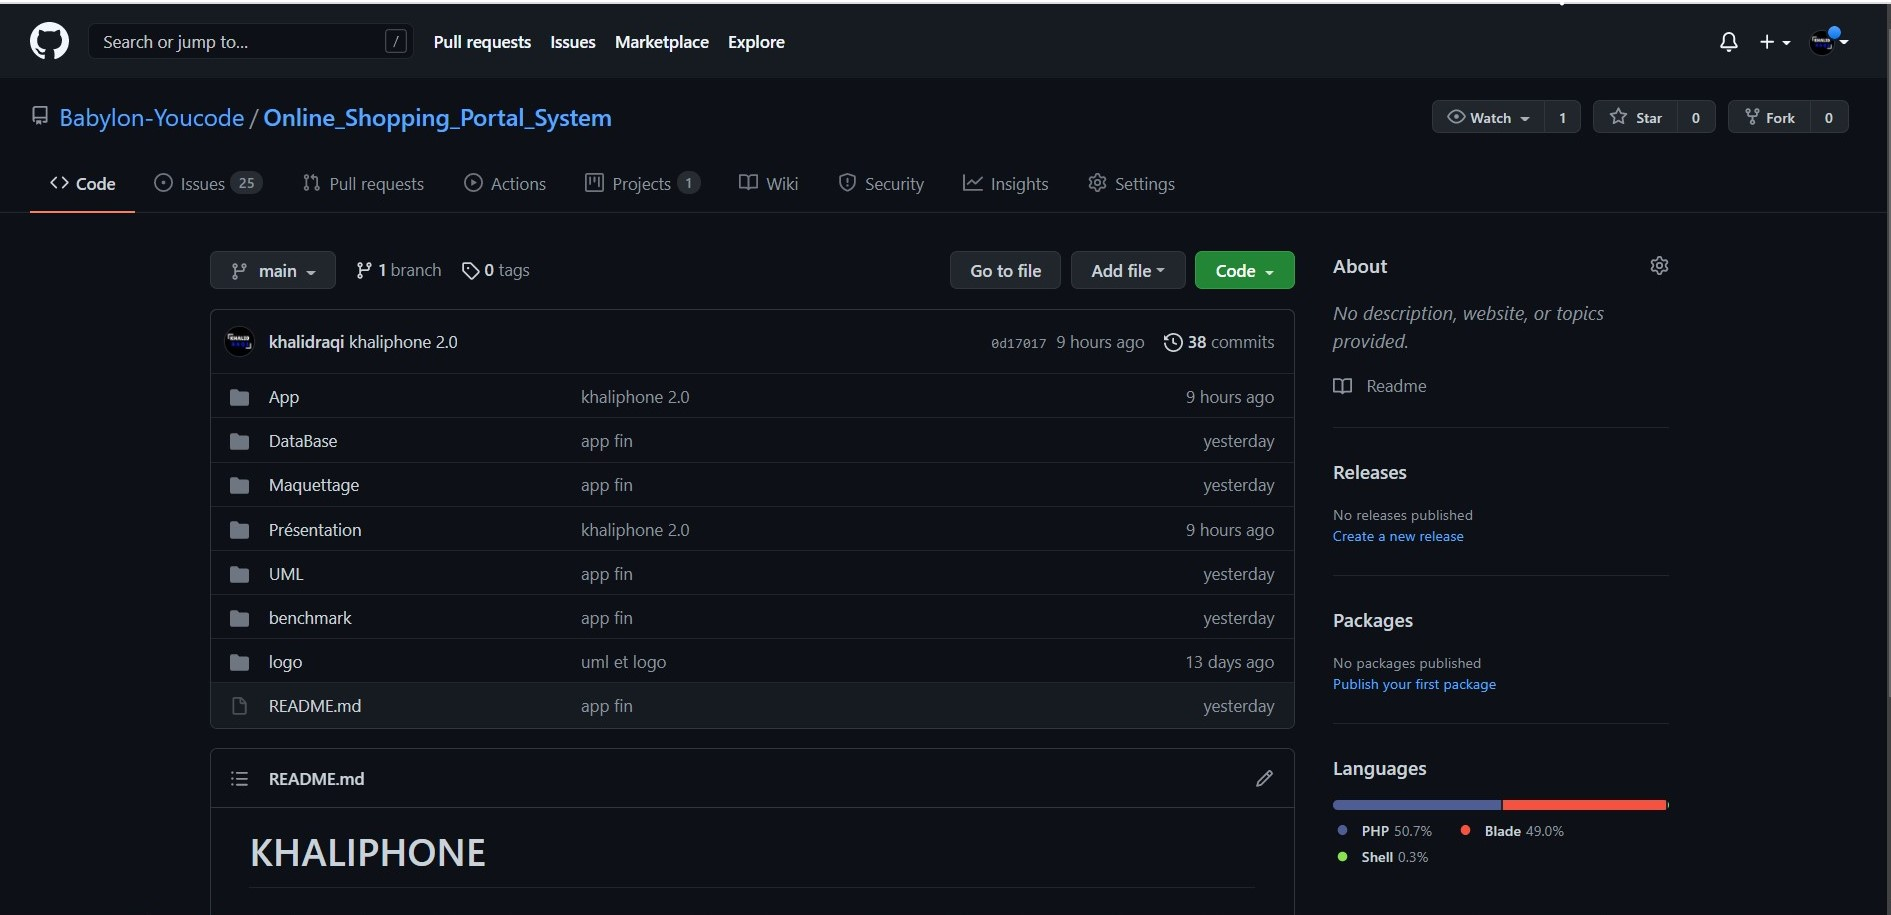 Search or jump to... / Pull requests Issues Marketplace Explore
Babylon-Youcode / Online_Shopping_Portal_System Watch 1 Star 0 Fork 0
Code Issues 25 Pull requests Actions Projects 1 Wiki Security Insights Settings
main 1 branch 0 tags Go to file Add file Code
khalidraqi khaliphone 2.0 0d17017 9 hours ago 38 commits
App khaliphone 2.0 9 hours ago
DataBase app fin yesterday
Maquettage app fin yesterday
Présentation khaliphone 2.0 9 hours ago
UML app fin yesterday
benchmark app fin yesterday
logo uml et logo 13 days ago
README.md app fin yesterday
README.md
KHALIPHONE
About
No description, website, or topics
provided.
Readme
Releases
No releases published
Create a new release
Packages
No packages published
Publish your first package
Languages
PHP 50.7% Blade 49.0%
Shell 0.3%